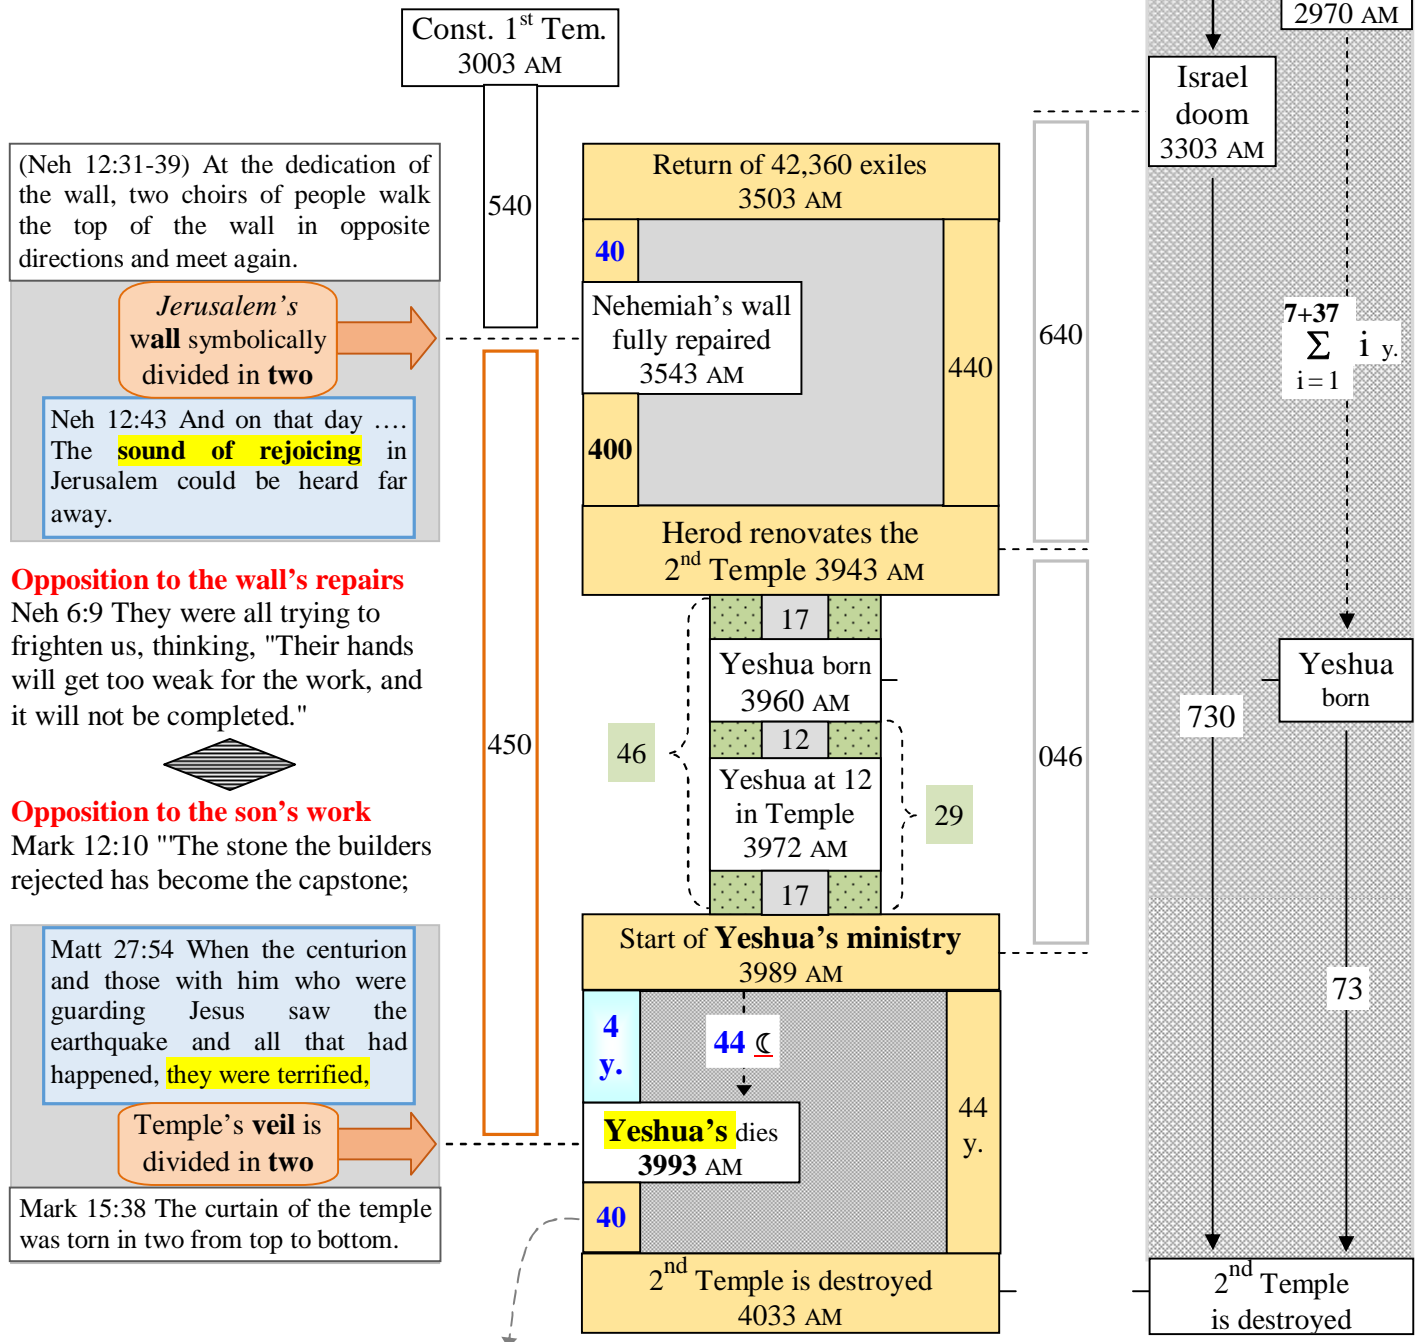 2970 AM
Const. 1st Tem.
3003 AM
Israel
doom
3303 AM
(Neh 12:31-39) At the dedication of
the wall, two choirs of people walk
the top of the wall in opposite
directions and meet again.
540
Return of 42,360 exiles
3503 AM
40
Jerusalem’s
wall symbolically
divided in two
Nehemiah’s wall
fully repaired
3543 AM
440
640
7+37
Σ i y.
i = 1
Neh 12:43 And on that day ….
The sound of rejoicing in
Jerusalem could be heard far
away.
400
Herod renovates the
2nd Temple 3943 AM
Opposition to the wall’s repairs
Neh 6:9 They were all trying to
frighten us, thinking, "Their hands
will get too weak for the work, and
it will not be completed."
450
46
17
Yeshua born
3960 AM
12
Yeshua at 12
in Temple
3972 AM
17
29
046
730
Yeshua
born
73
Opposition to the son’s work
Mark 12:10 "'The stone the builders
rejected has become the capstone;
Start of Yeshua’s ministry
3989 AM
Matt 27:54 When the centurion
and those with him who were
guarding Jesus saw the
earthquake and all that had
happened, they were terrified,
4
y.
44 ☾
44
y.
Temple’s veil is
divided in two
Yeshua’s dies
3993 AM
Mark 15:38 The curtain of the temple
was torn in two from top to bottom.
40
2nd Temple is destroyed
4033 AM
2nd Temple
is destroyed